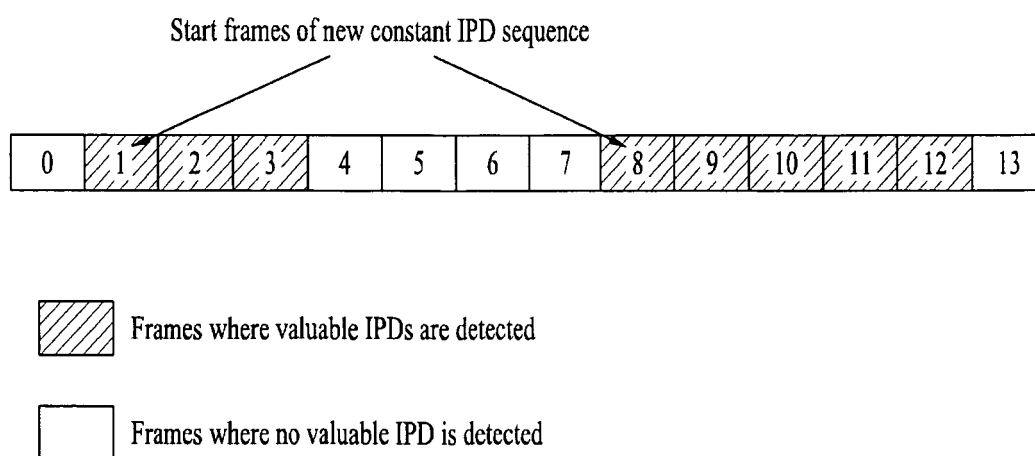 Start frames of new constant IPD sequence
0 1 2 3 4 5 6 7 8 9 10 11 12 13
Frames where valuable IPDs are detected
Frames where no valuable IPD is detected